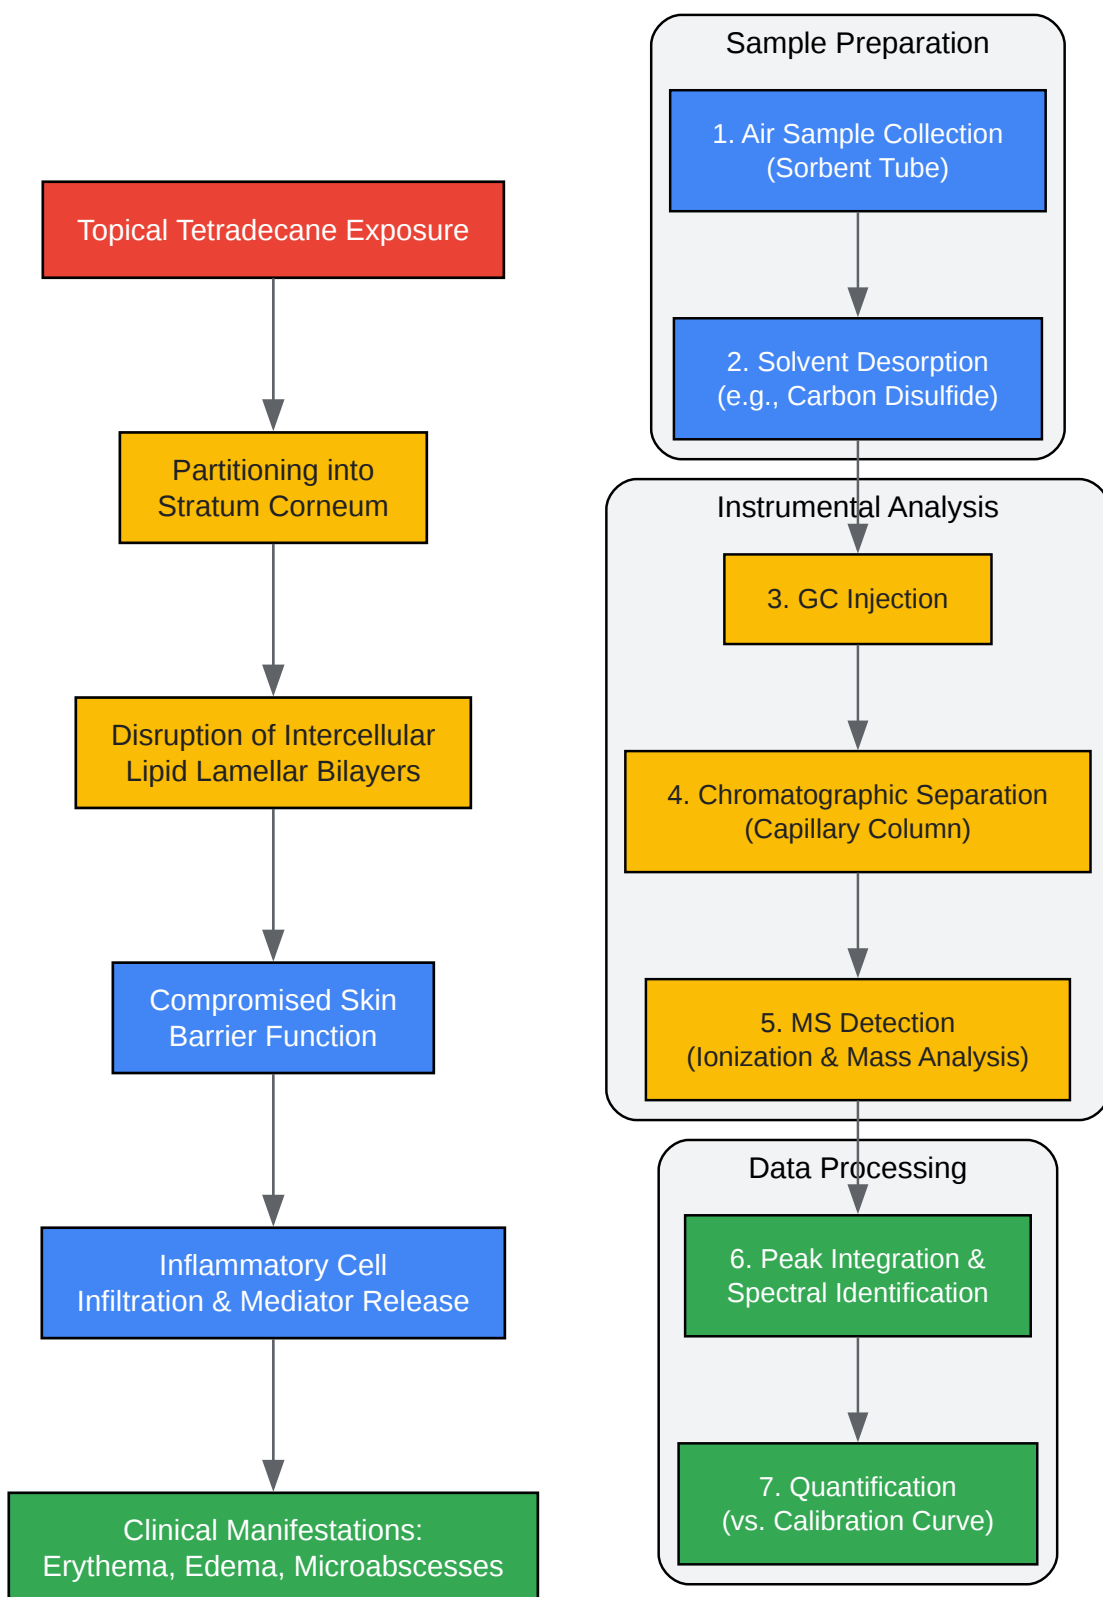 Topical Tetradecane Exposure
Partitioning into
Stratum Corneum
Disruption of Intercellular
Lipid Lamellar Bilayers
Compromised Skin
Barrier Function
Inflammatory Cell
Infiltration & Mediator Release
Clinical Manifestations:
Erythema, Edema, Microabscesses
Sample Preparation
1. Air Sample Collection
(Sorbent Tube)
2. Solvent Desorption
(e.g., Carbon Disulfide)
Instrumental Analysis
3. GC Injection
4. Chromatographic Separation
(Capillary Column)
5. MS Detection
(Ionization & Mass Analysis)
Data Processing
6. Peak Integration &
Spectral Identification
7. Quantification
(vs. Calibration Curve)